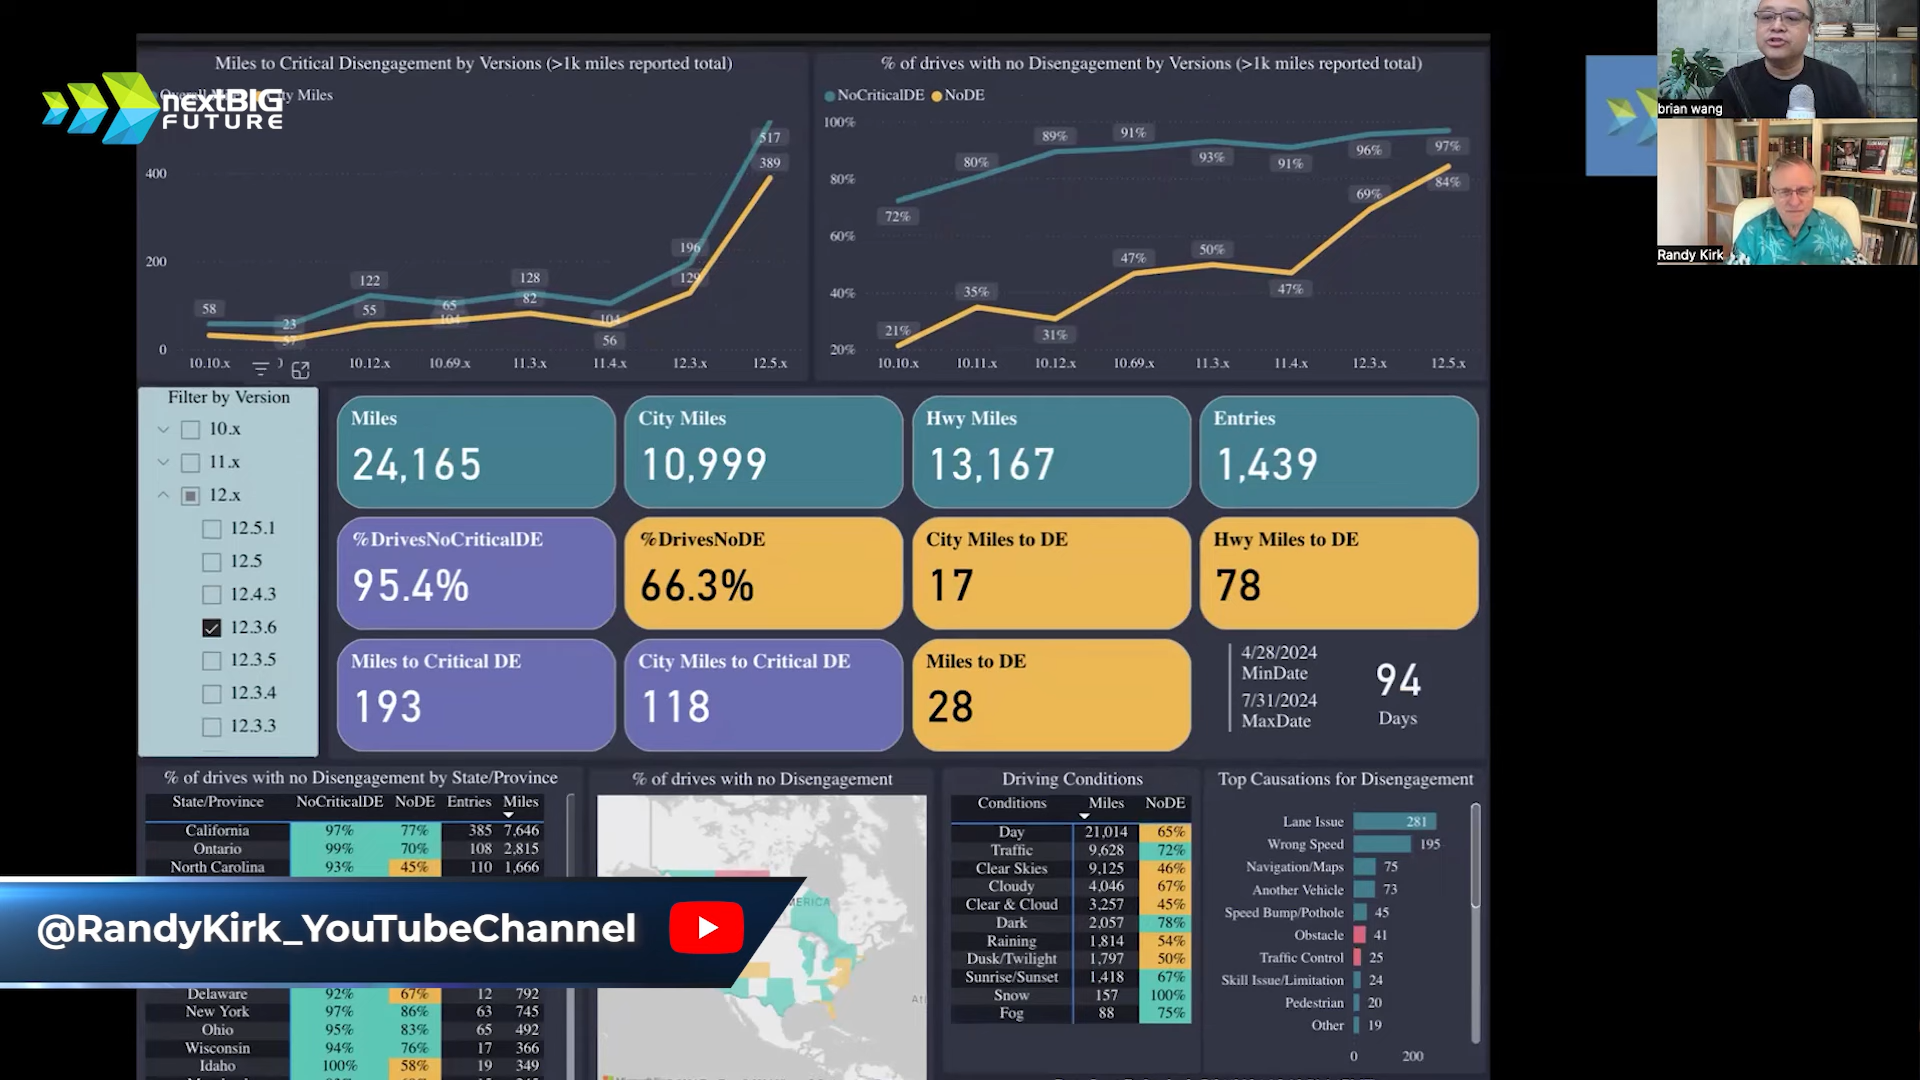 Miles to Critical Disengagement by Versions (>1k miles reported total)
City Miles
nextBIG
FUTURE
400
200
0
58
23
57
122
55
65
104
128
82
104
56
196
129
517
389
10.10.x
10.12.x
10.69.x
11.3.x
11.4.x
12.3.x
12.5.x
% of drives with no Disengagement by Versions (>1k miles reported total)
NoCriticalDE NoDE
100%
80%
60%
40%
20%
72%
80%
89%
91%
93%
91%
96%
97%
21%
35%
31%
47%
50%
47%
69%
84%
10.10.x 10.11.x 10.12.x 10.69.x 11.3.x 11.4.x 12.3.x 12.5.x
brian wang
Randy Kirk
Filter by Version
10.x
11.x
12.x
12.5.1
12.5
12.4.3
12.3.6
12.3.5
12.3.4
12.3.3
Miles
24,165
City Miles
10,999
Hwy Miles
13,167
Entries
1,439
%DrivesNoCriticalDE
95.4%
%DrivesNoDE
66.3%
City Miles to DE
17
Hwy Miles to DE
78
Miles to Critical DE
193
City Miles to Critical DE
118
Miles to DE
28
4/28/2024
MinDate
7/31/2024
MaxDate
94
Days
% of drives with no Disengagement by State/Province
State/Province NoCriticalDE NoDE Entries Miles
California 97% 77% 385 7,646
Ontario 99% 70% 108 2,815
North Carolina 93% 45% 110 1,666
@RandyKirk_YouTubeChannel
Delaware 92% 67% 12 792
New York 97% 86% 63 745
Ohio 95% 83% 65 492
Wisconsin 94% 76% 17 366
Idaho 100% 58% 19 349
% of drives with no Disengagement
Driving Conditions
Conditions Miles NoDE
Day 21,014 65%
Traffic 9,628 72%
Clear Skies 9,125 46%
Cloudy 4,046 67%
Clear & Cloud 3,257 45%
Dark 2,057 78%
Raining 1,814 54%
Dusk/Twilight 1,797 50%
Sunrise/Sunset 1,418 67%
Snow 157 100%
Fog 88 75%
Top Causations for Disengagement
Lane Issue 281
Wrong Speed 195
Navigation/Maps 75
Another Vehicle 73
Speed Bump/Pothole 45
Obstacle 41
Traffic Control 25
Skill Issue/Limitation 24
Pedestrian 20
Other 19
0 200